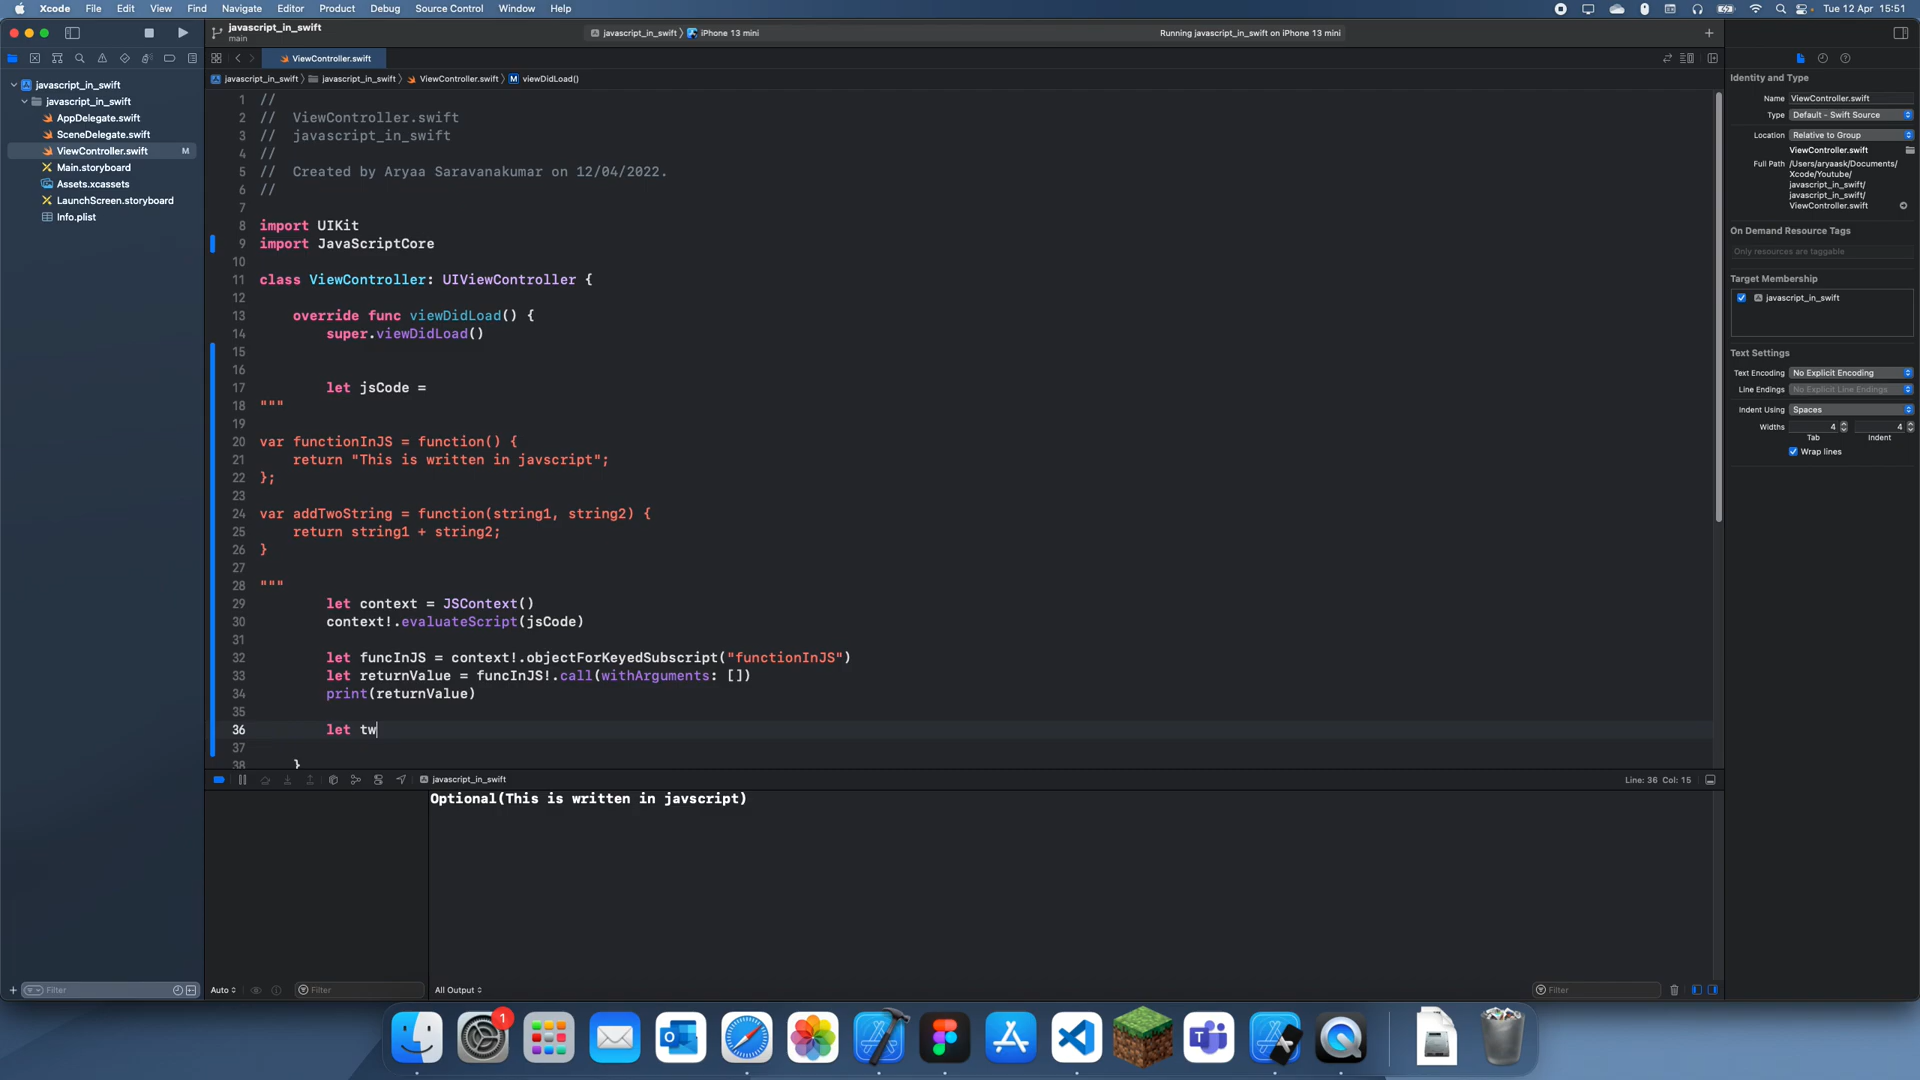 Xcode File Edit View Find Navigate Editor Product Debug Source Control Window Help Tue 12 Apr 15:51
javascript_in_swift
main
javascript_in_swift iPhone 13 mini
Running javascript_in_swift on iPhone 13 mini
javascript_in_swift
javascript_in_swift
AppDelegate.swift
SceneDelegate.swift
ViewController.swift M
Main.storyboard
Assets.xcassets
LaunchScreen.storyboard
Info.plist
Filter
ViewController.swift
javascript_in_swift javascript_in_swift ViewController.swift M viewDidLoad()
1 //
2 // ViewController.swift
3 // javascript_in_swift
4 //
5 // Created by Aryaa Saravanakumar on 12/04/2022.
6 //
7
8 import UIKit
9 import JavaScriptCore
10
11 class ViewController: UIViewController {
12
13 override func viewDidLoad() {
14 super.viewDidLoad()
15
16
17 let jsCode =
18 """
19
20 var functionInJS = function() {
21 return "This is written in javscript";
22 };
23
24 var addTwoString = function(string1, string2) {
25 return string1 + string2;
26 }
27
28 """
29 let context = JSContext()
30 context!.evaluateScript(jsCode)
31
32 let funcInJS = context!.objectForKeyedSubscript("functionInJS")
33 let returnValue = funcInJS!.call(withArguments: [])
34 print(returnValue)
35
36 let tw
37
38 }
javascript_in_swift
Line: 36 Col: 15
Optional(This is written in javscript)
Auto
Filter
All Output
Filter
Identity and Type
Name ViewController.swift
Type Default - Swift Source
Location Relative to Group
ViewController.swift
Full Path /Users/aryaask/Documents/
Xcode/Youtube/
javascript_in_swift/
javascript_in_swift/
ViewController.swift
On Demand Resource Tags
Only resources are taggable
Target Membership
javascript_in_swift
Text Settings
Text Encoding No Explicit Encoding
Line Endings No Explicit Line Endings
Indent Using Spaces
Widths 4 4
Tab Indent
Wrap lines
1